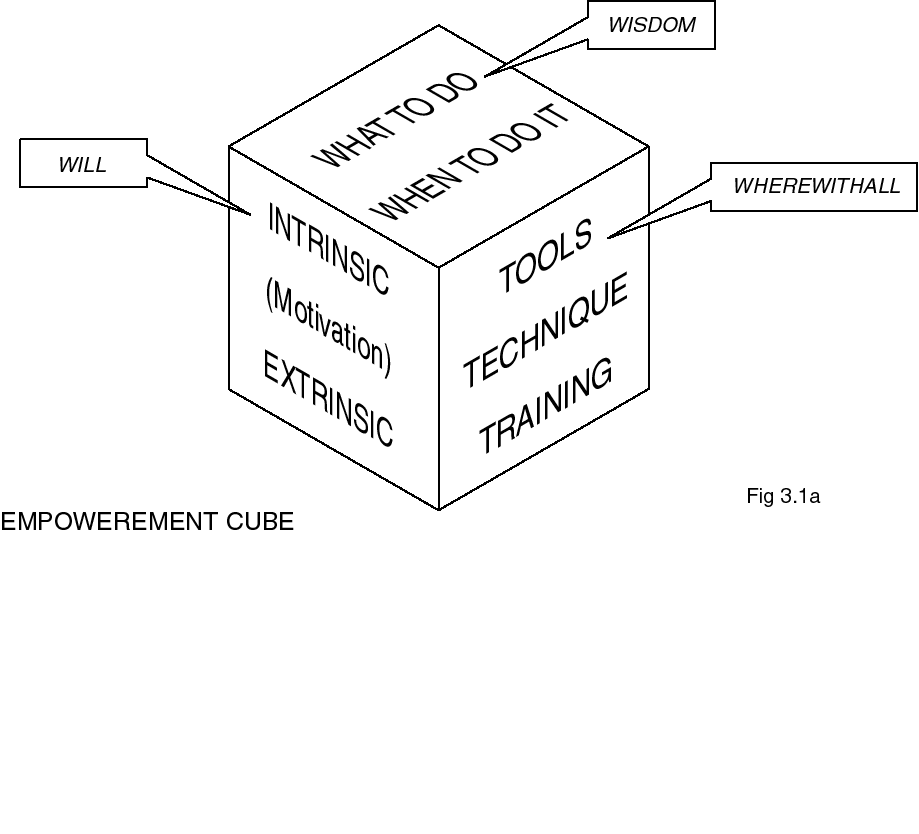 WISDOM
WHAT TO DO
WHEN TO DO IT
WILL
WHEREWITHALL
INTRINSIC
(Motivation)
EXTRINSIC
TOOLS
TECHNIQUE
TRAINING
Fig 3.1a
EMPOWEREMENT CUBE